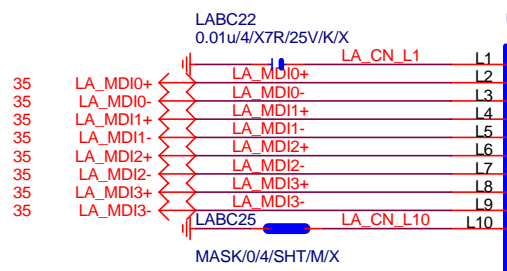 LABC22
0.01u/4/X7R/25V/K/X
LA_CN_L1 L1
35 LA_MDI0+ LA_MDI0+ L2
35 LA_MDI0- LA_MDI0- L3
35 LA_MDI1+ LA_MDI1+ L4
35 LA_MDI1- LA_MDI1- L5
35 LA_MDI2+ LA_MDI2+ L6
35 LA_MDI2- LA_MDI2- L7
35 LA_MDI3+ LA_MDI3+ L8
35 LA_MDI3- LA_MDI3- L9
LABC25 LA_CN_L10 L10
MASK/0/4/SHT/M/X